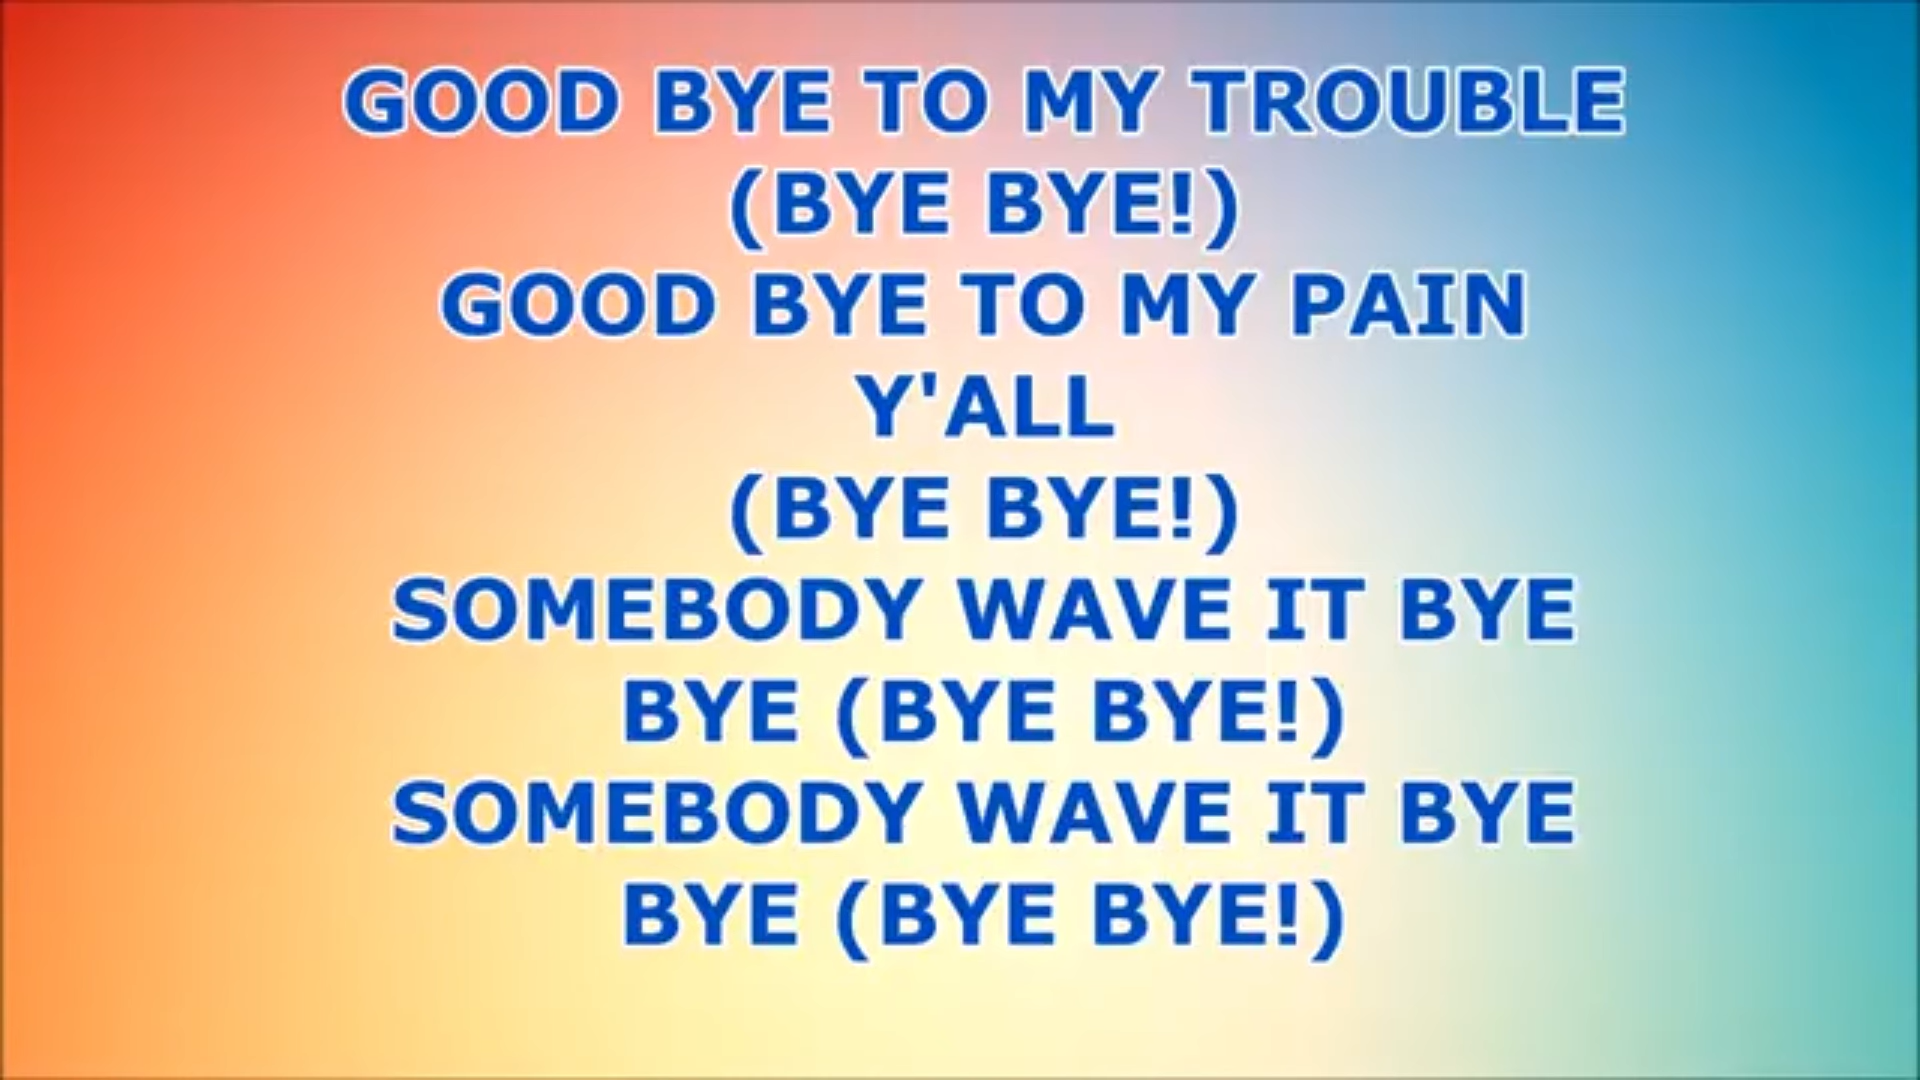 GOOD BYE TO MY TROUBLE
(BYE BYE!)
GOOD BYE TO MY PAIN
Y'ALL
(BYE BYE!)
SOMEBODY WAVE IT BYE
BYE (BYE BYE!)
SOMEBODY WAVE IT BYE
BYE (BYE BYE!)